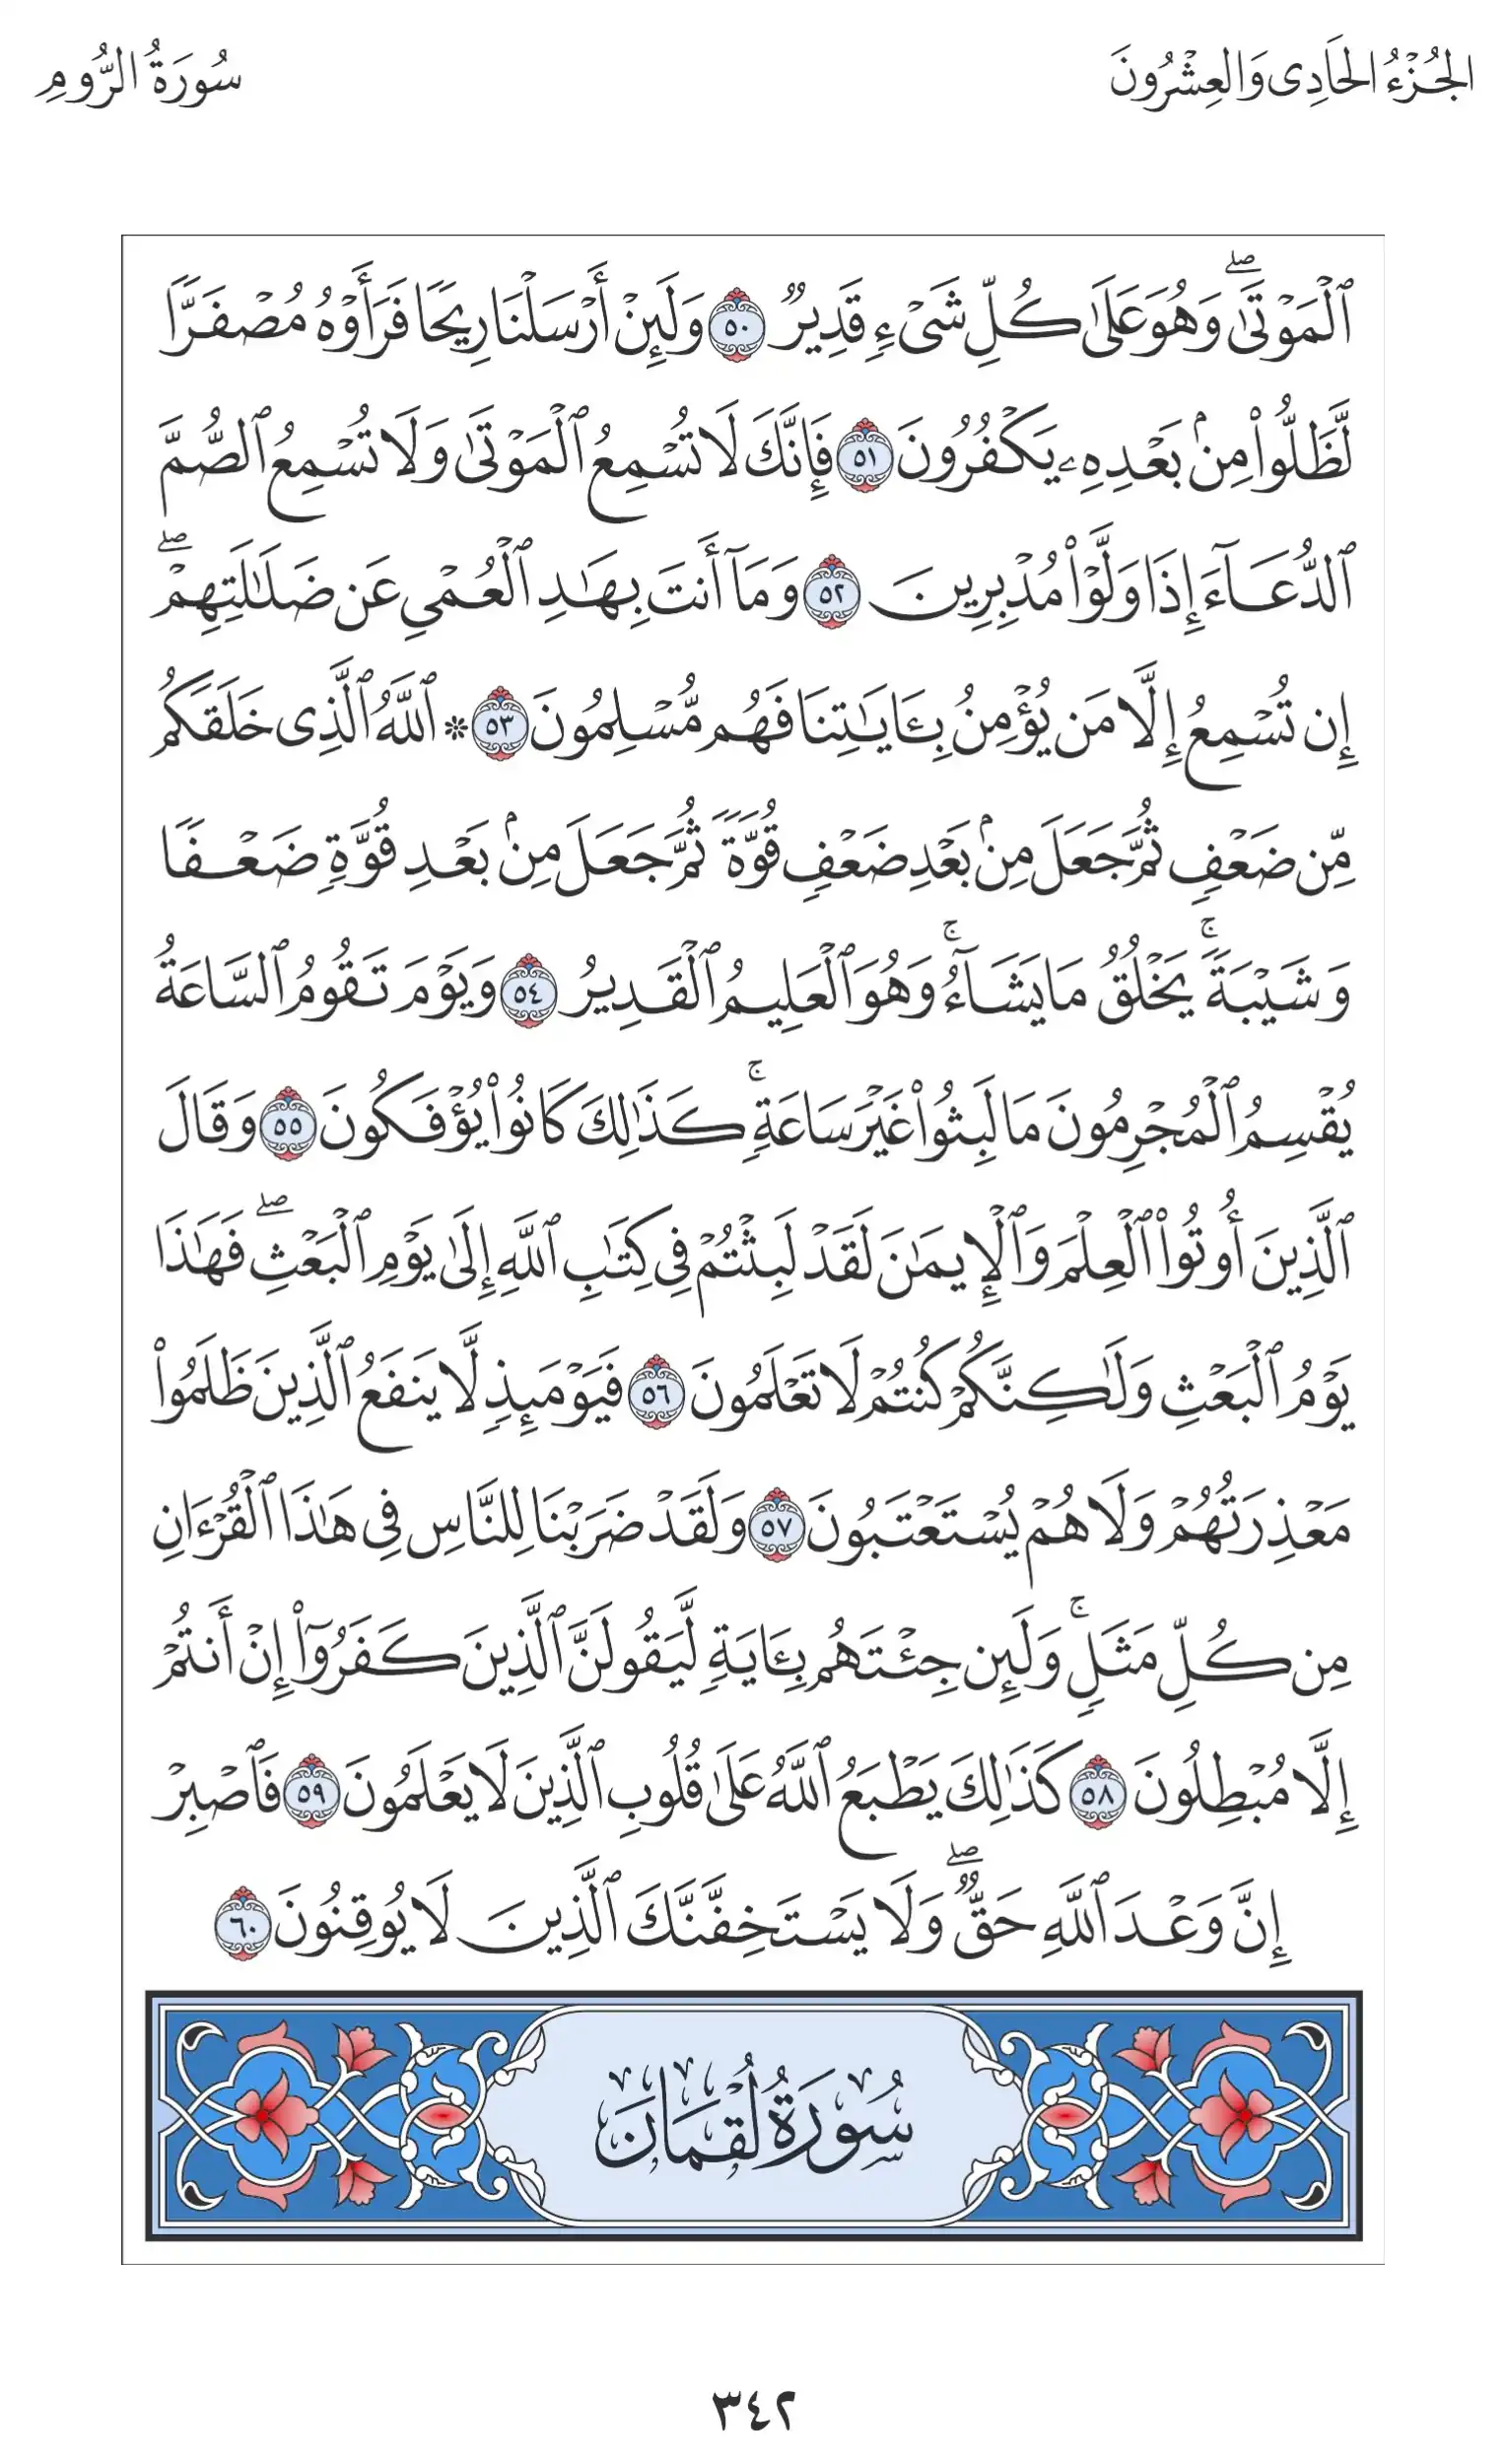 الجُزْءُ الحَادِى وَالعِشْرُونَ
سُورَةُ الرُّومِ
ٱلْمَوْتَىٰۖ وَهُوَ عَلَىٰ كُلِّ شَىْءٍۢ قَدِيرٌۭ ٥٠ وَلَئِنْ أَرْسَلْنَا رِيحًۭا فَرَأَوْهُ مُصْفَرًّۭا
لَّظَلُّوا۟ مِنۢ بَعْدِهِۦ يَكْفُرُونَ ٥١ فَإِنَّكَ لَا تُسْمِعُ ٱلْمَوْتَىٰ وَلَا تُسْمِعُ ٱلصُّمَّ
ٱلدُّعَآءَ إِذَا وَلَّوْا۟ مُدْبِرِينَ ٥٢ وَمَآ أَنتَ بِهَـٰدِ ٱلْعُمْىِ عَن ضَلَـٰلَتِهِمْۖ
إِن تُسْمِعُ إِلَّا مَن يُؤْمِنُ بِـَٔايَـٰتِنَا فَهُم مُّسْلِمُونَ ٥٣ * ٱللَّهُ ٱلَّذِى خَلَقَكُم
مِّن ضَعْفٍۢ ثُمَّ جَعَلَ مِنۢ بَعْدِ ضَعْفٍۢ قُوَّةًۭ ثُمَّ جَعَلَ مِنۢ بَعْدِ قُوَّةٍۢ ضَعْفًۭا
وَشَيْبَةًۭۚ يَخْلُقُ مَا يَشَآءُۚ وَهُوَ ٱلْعَلِيمُ ٱلْقَدِيرُ ٥٤ وَيَوْمَ تَقُومُ ٱلسَّاعَةُ
يُقْسِمُ ٱلْمُجْرِمُونَ مَا لَبِثُوا۟ غَيْرَ سَاعَةٍۢۚ كَذَٰلِكَ كَانُوا۟ يُؤْفَكُونَ ٥٥ وَقَالَ
ٱلَّذِينَ أُوتُوا۟ ٱلْعِلْمَ وَٱلْإِيمَـٰنَ لَقَدْ لَبِثْتُمْ فِى كِتَـٰبِ ٱللَّهِ إِلَىٰ يَوْمِ ٱلْبَعْثِۖ فَهَـٰذَا
يَوْمُ ٱلْبَعْثِ وَلَـٰكِنَّكُمْ كُنتُمْ لَا تَعْلَمُونَ ٥٦ فَيَوْمَئِذٍۢ لَّا يَنفَعُ ٱلَّذِينَ ظَلَمُوا۟
مَعْذِرَتُهُمْ وَلَا هُمْ يُسْتَعْتَبُونَ ٥٧ وَلَقَدْ ضَرَبْنَا لِلنَّاسِ فِى هَـٰذَا ٱلْقُرْءَانِ
مِن كُلِّ مَثَلٍۢۚ وَلَئِن جِئْتَهُم بِـَٔايَةٍۢ لَّيَقُولَنَّ ٱلَّذِينَ كَفَرُوٓا۟ إِنْ أَنتُمْ
إِلَّا مُبْطِلُونَ ٥٨ كَذَٰلِكَ يَطْبَعُ ٱللَّهُ عَلَىٰ قُلُوبِ ٱلَّذِينَ لَا يَعْلَمُونَ ٥٩ فَٱصْبِرْ
إِنَّ وَعْدَ ٱللَّهِ حَقٌّۭۖ وَلَا يَسْتَخِفَّنَّكَ ٱلَّذِينَ لَا يُوقِنُونَ ٦٠
سُورَةُ لُقْمَان
٣٤٢